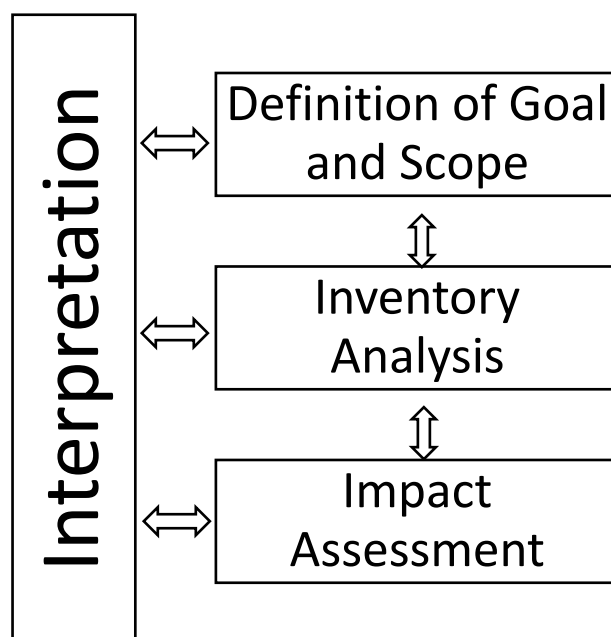 Interpretation
Definition of Goal
and Scope
Inventory
Analysis
Impact
Assessment